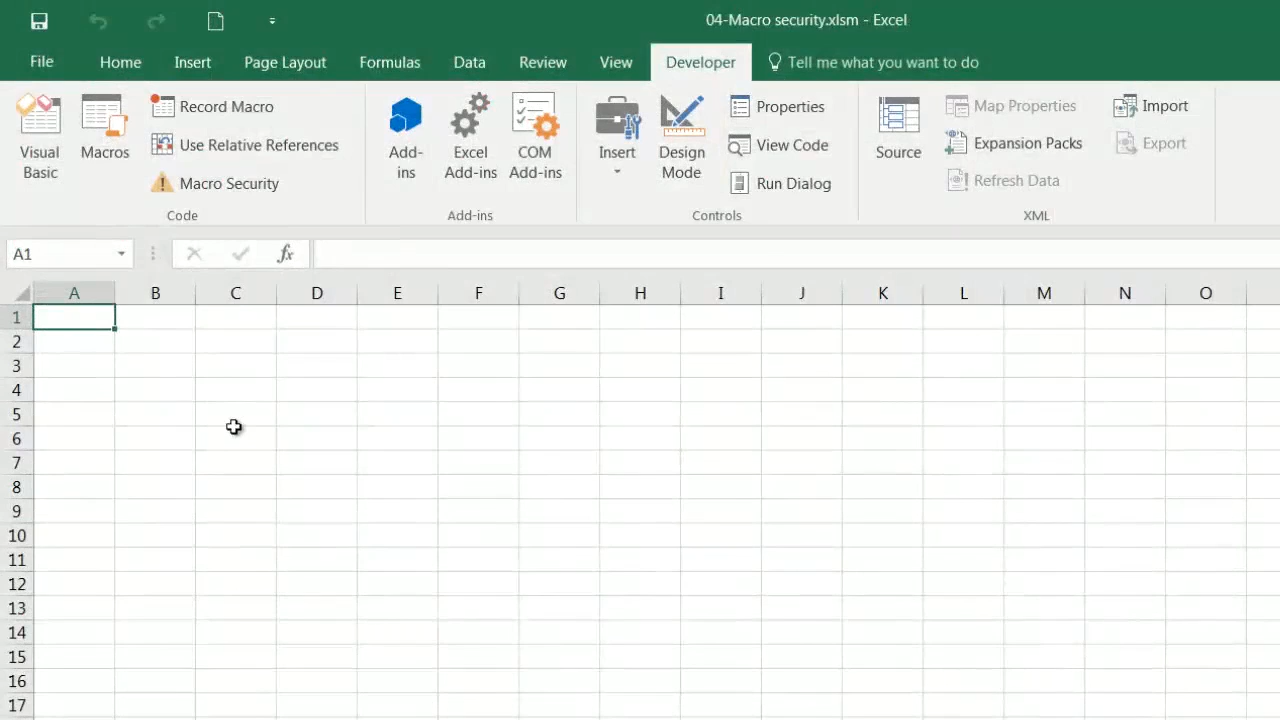 04-Macro security.xlsm - Excel
File Home Insert Page Layout Formulas Data Review View Developer Tell me what you want to do
Visual Basic
Macros
Record Macro
Use Relative References
Macro Security
Code
Add-ins
Excel Add-ins
COM Add-ins
Add-ins
Insert
Design Mode
Properties
View Code
Run Dialog
Controls
Source
Map Properties
Expansion Packs
Refresh Data
Import
Export
XML
A1 fx
A B C D E F G H I J K L M N O
1
2
3
4
5
6
7
8
9
10
11
12
13
14
15
16
17